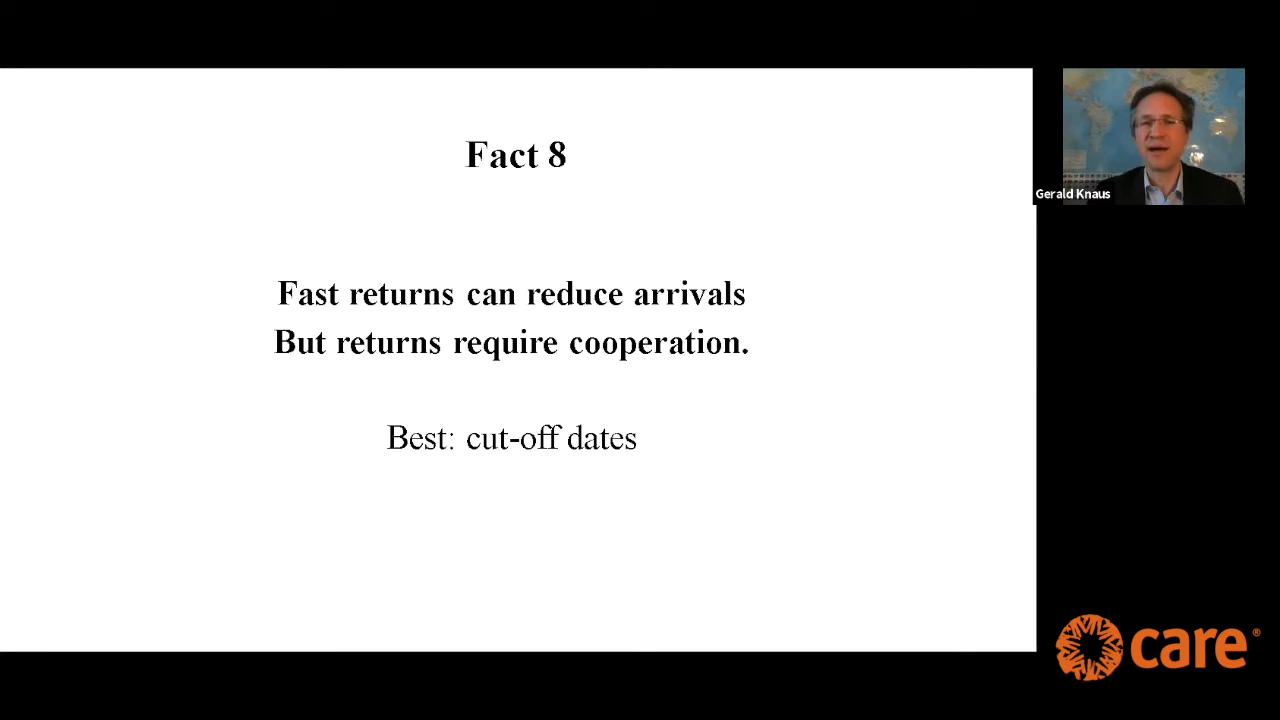 Fact 8
Fast returns can reduce arrivals
But returns require cooperation.
Best: cut-off dates
Gerald Knaus
care®